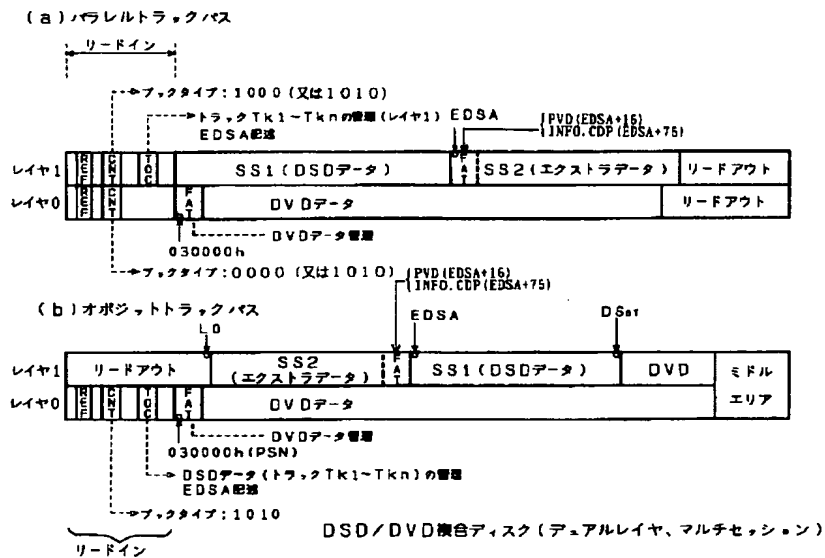 (a)パラレルトラックパス
リードイン
ブックタイプ:1000(又は1010)
トラックTk1~Tknの管理(レイヤ1)
EDSA記述
EDSA
PVD(EDSA+16)
INFO.CDP(EDSA+75)
レイヤ1
REF
CNT
TOC
SS1(DSDデータ)
FAT
SS2(エクストラデータ)
リードアウト
レイヤ0
REF
CNT
FAT
DVDデータ
リードアウト
DVDデータ管理
030000h
ブックタイプ:0000(又は1010)
PVD(EDSA+16)
INFO.CDP(EDSA+75)
(b)オポジットトラックパス
LO
EDSA
レイヤ1
リードアウト
SS2
(エクストラデータ)
FAT
SS1(DSDデータ)
DVD
ミドル
エリア
レイヤ0
REF
CNT
TOC
FAT
DVDデータ
DVDデータ管理
030000h(PSN)
DSDデータ(トラックTk1~Tkn)の管理
EDSA記述
ブックタイプ:1010
リードイン
DSD/DVD複合ディスク(デュアルレイヤ、マルチセッション)